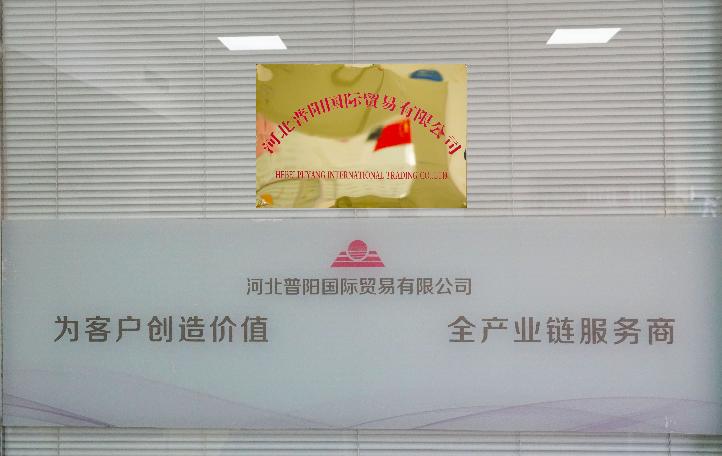 河北普阳国际贸易有限公司
HEBEI PUYANG INTERNATIONAL TRADING CO.,LTD.
河北普阳国际贸易有限公司
为客户创造价值 全产业链服务商